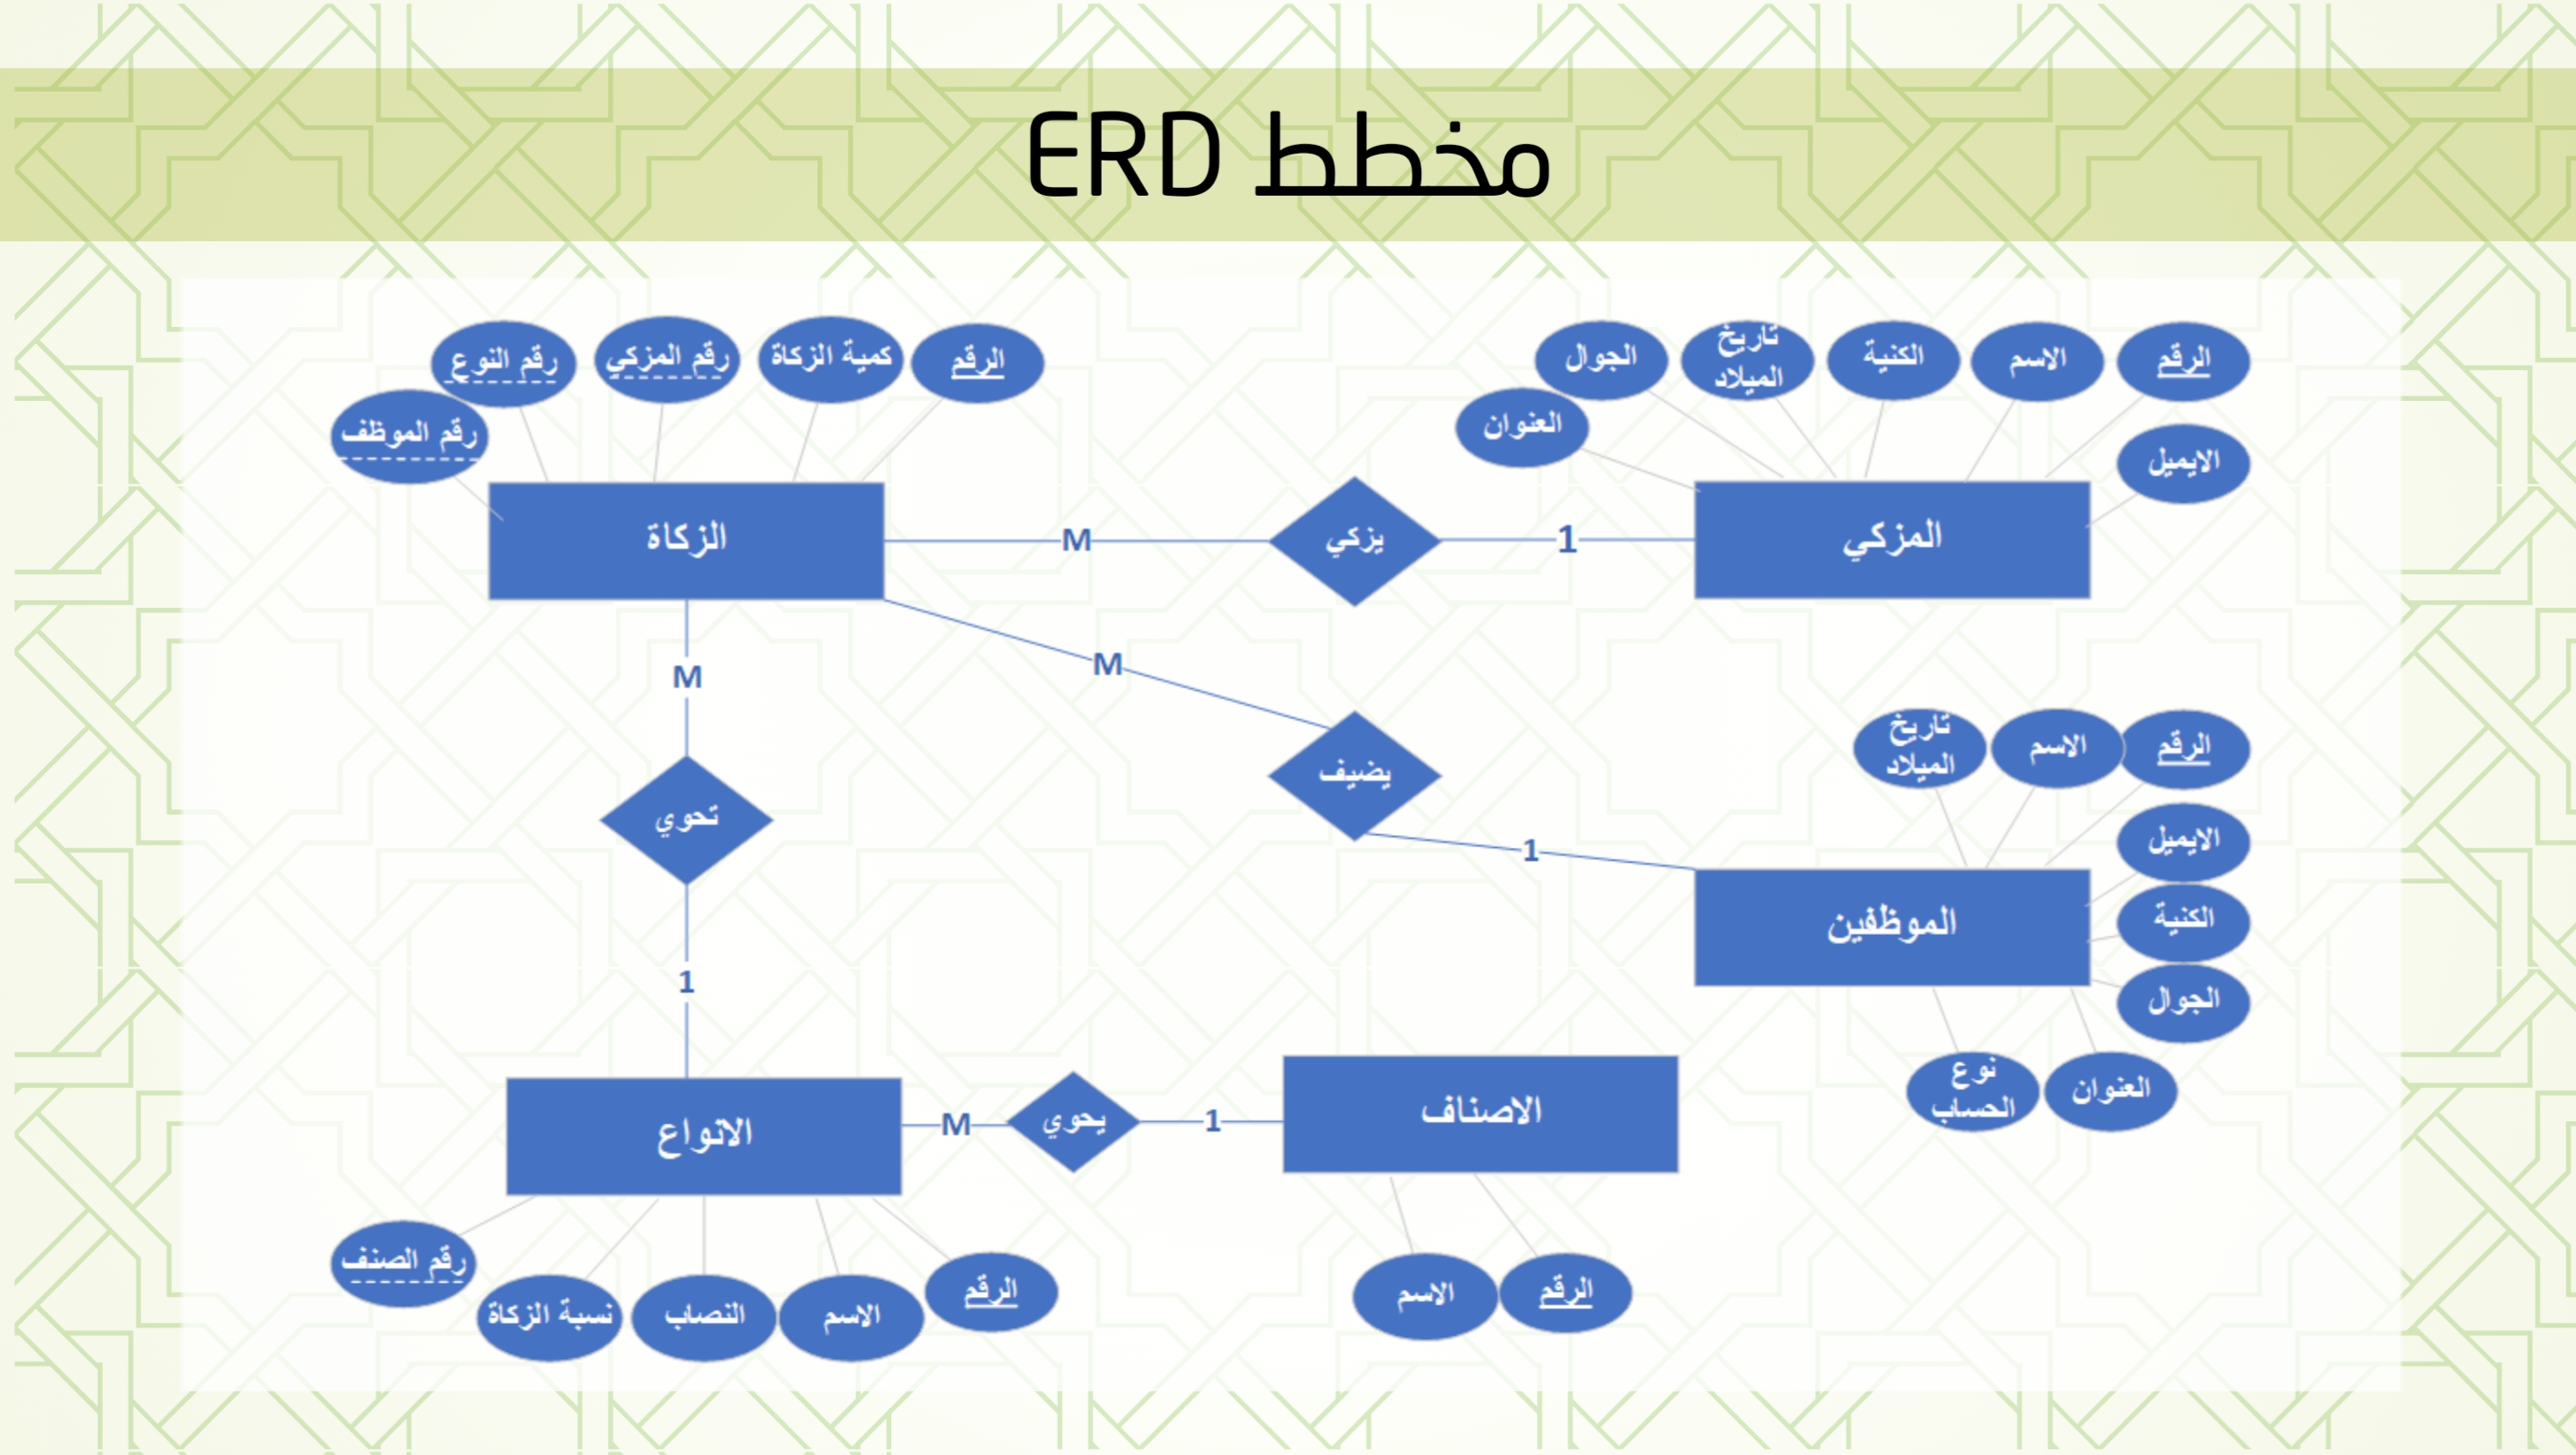 مخطط ERD
الرقم
الاسم
الكنية
تاريخ
الميلاد
الجوال
العنوان
الايميل
المزكي
1
يزكي
M
الرقم
كمية الزكاة
رقم المزكي
رقم النوع
رقم الموظف
الزكاة
M
يضيف
1
الرقم
الاسم
تاريخ
الميلاد
الايميل
الكنية
الجوال
الموظفين
العنوان
نوع
الحساب
M
تحوي
1
الاصناف
1
يحوي
M
الانواع
الرقم
الاسم
الرقم
الاسم
النصاب
نسبة الزكاة
رقم الصنف